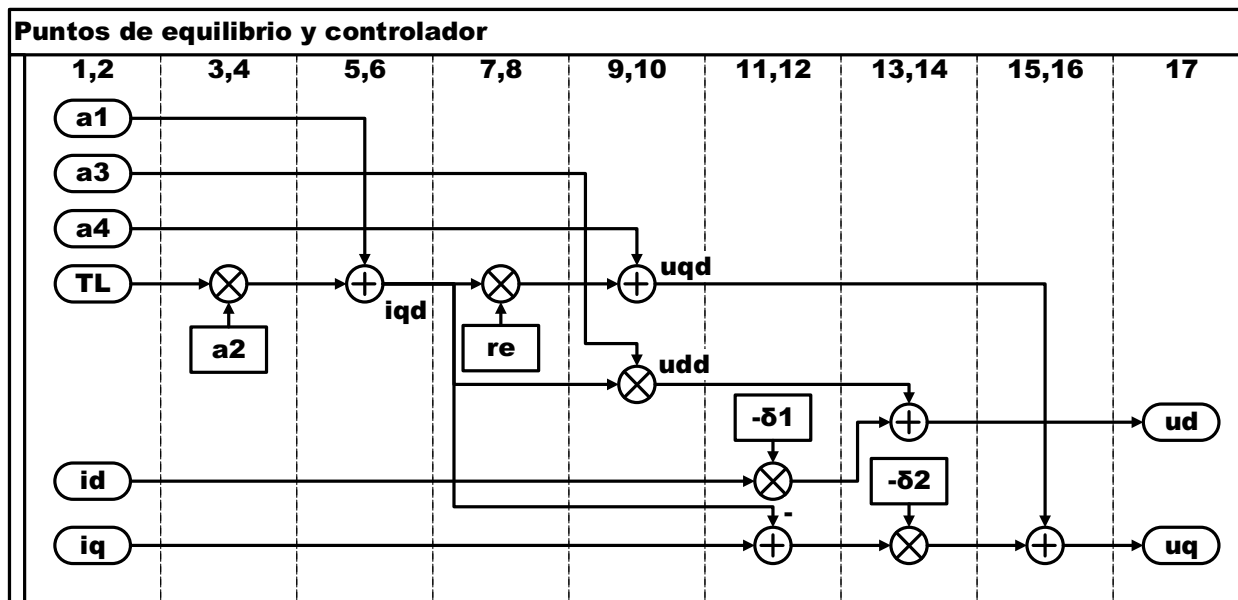 Puntos de equilibrio y controlador
1,2 3,4 5,6 7,8 9,10 11,12 13,14 15,16 17
a1
a3
a4
TL
uqd
iqd
a2
re
udd
-δ1
ud
id
-δ2
-
iq
uq